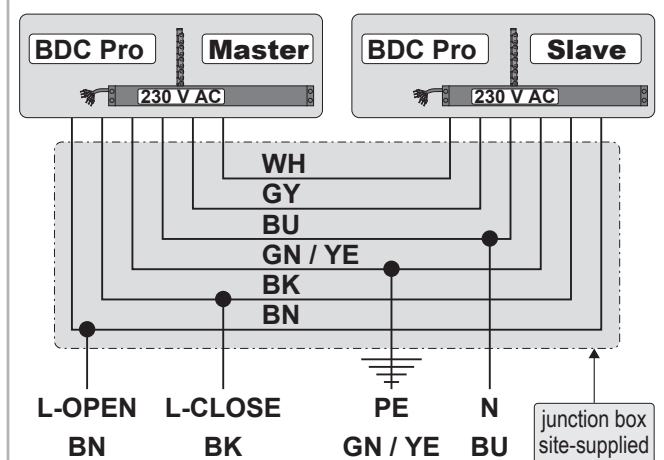 BDC Pro Master BDC Pro Slave
230 V AC 230 V AC
WH
GY
BU
GN / YE
BK
BN
L-OPEN L-CLOSE PE N
BN BK GN / YE BU
junction box
site-supplied